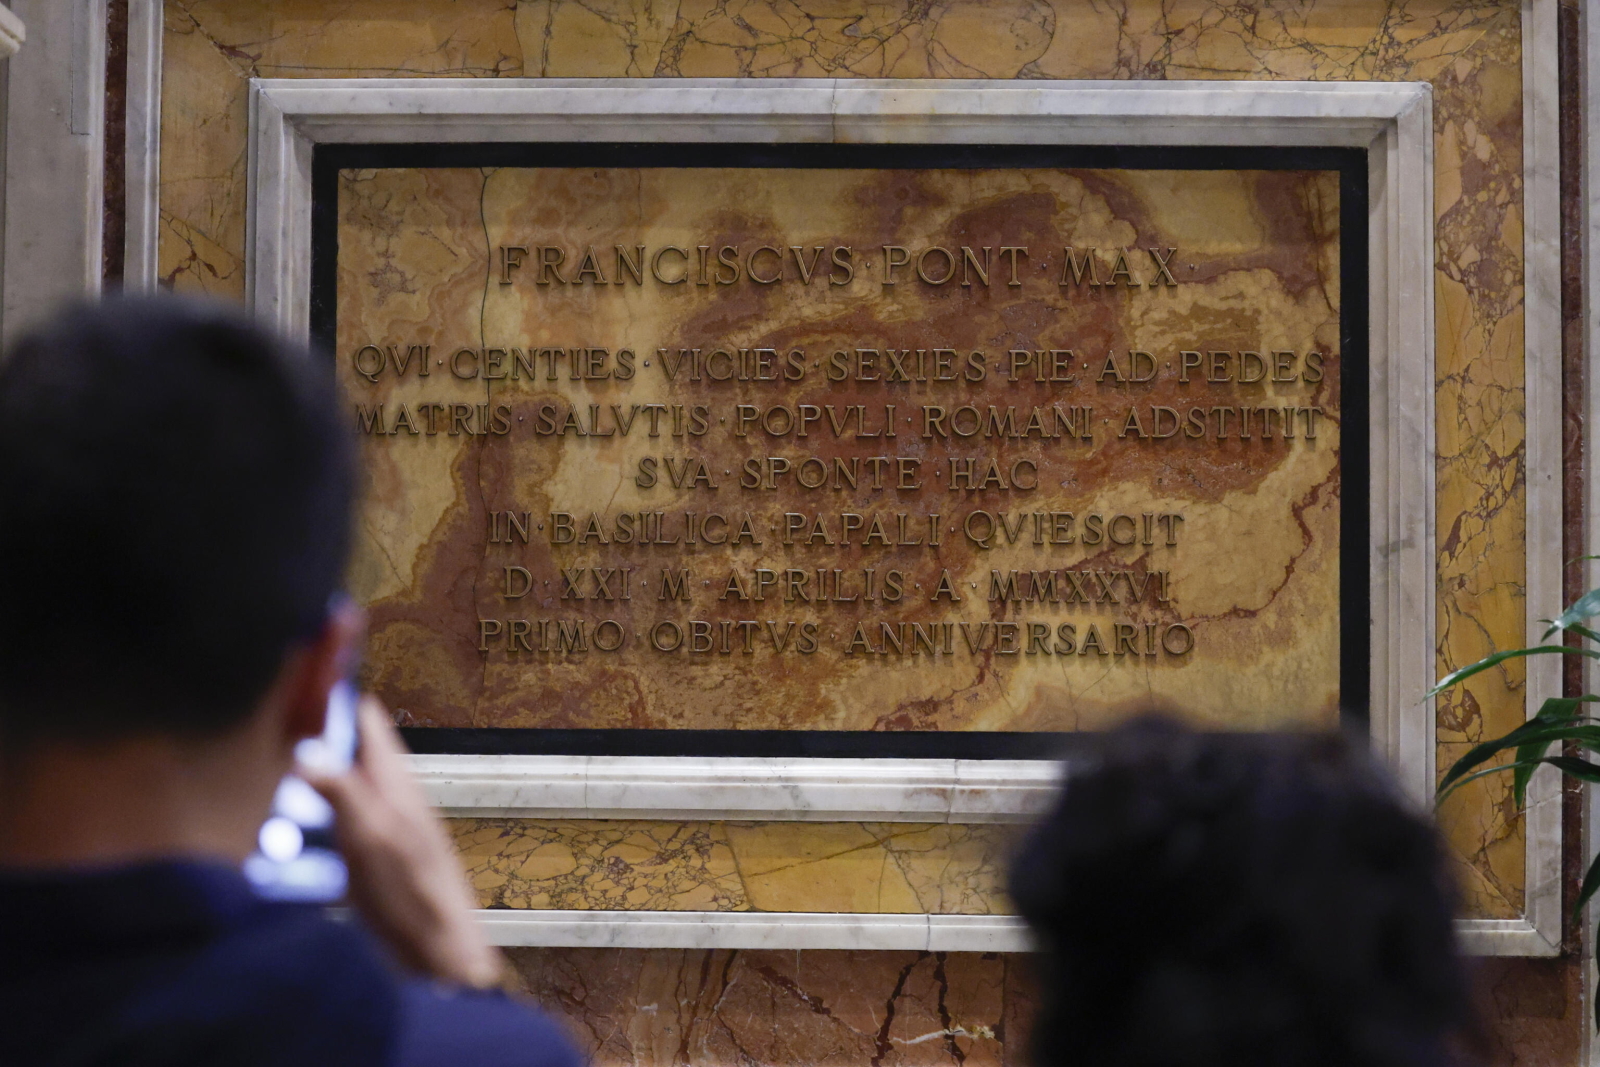 FRANCISCVS · PONT · MAX ·
QVI · CENTIES · VICIES · SEXIES · PIE · AD · PEDES
MATRIS · SALVTIS · POPVLI · ROMANI · ADSTITIT
SVA · SPONTE · HAC
IN · BASILICA · PAPALI · QVIESCIT
D · XXI · M · APRILIS · A · MMXXVI
PRIMO · OBITVS · ANNIVERSARIO